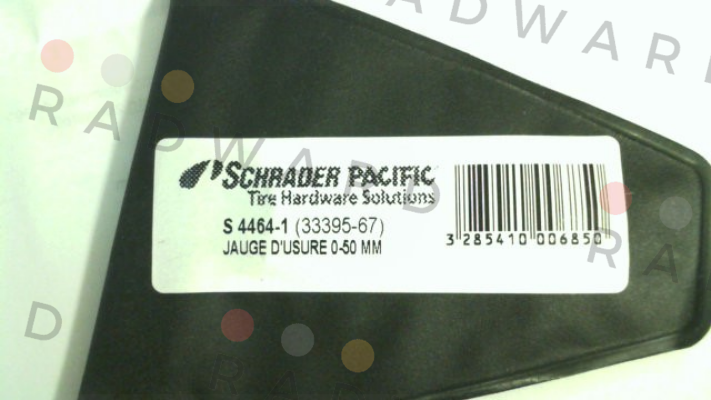 RADWARD
RADWARD
SCHRADER PACIFIC
Tire Hardware Solutions
S 4464-1 (33395-67)
JAUGE D'USURE 0-50 MM
3 285410 006850